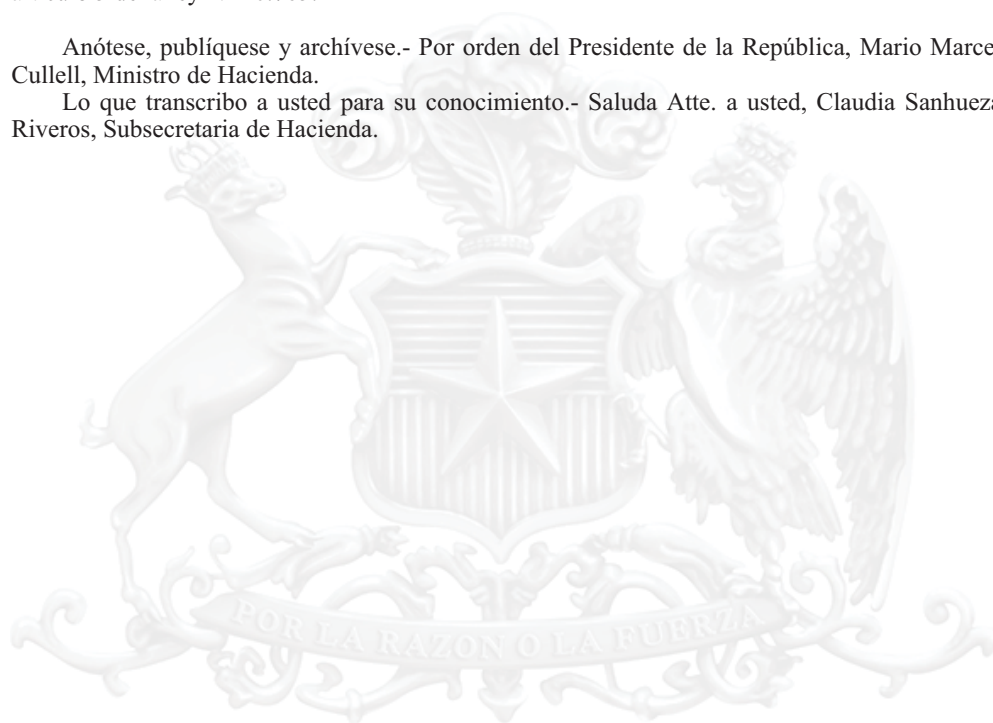 Anótese, publíquese y archívese.- Por orden del Presidente de la República, Mario Marce
Cullell, Ministro de Hacienda.
Lo que transcribo a usted para su conocimiento.- Saluda Atte. a usted, Claudia Sanhueza
Riveros, Subsecretaria de Hacienda.
POR LA RAZON O LA FUERZA